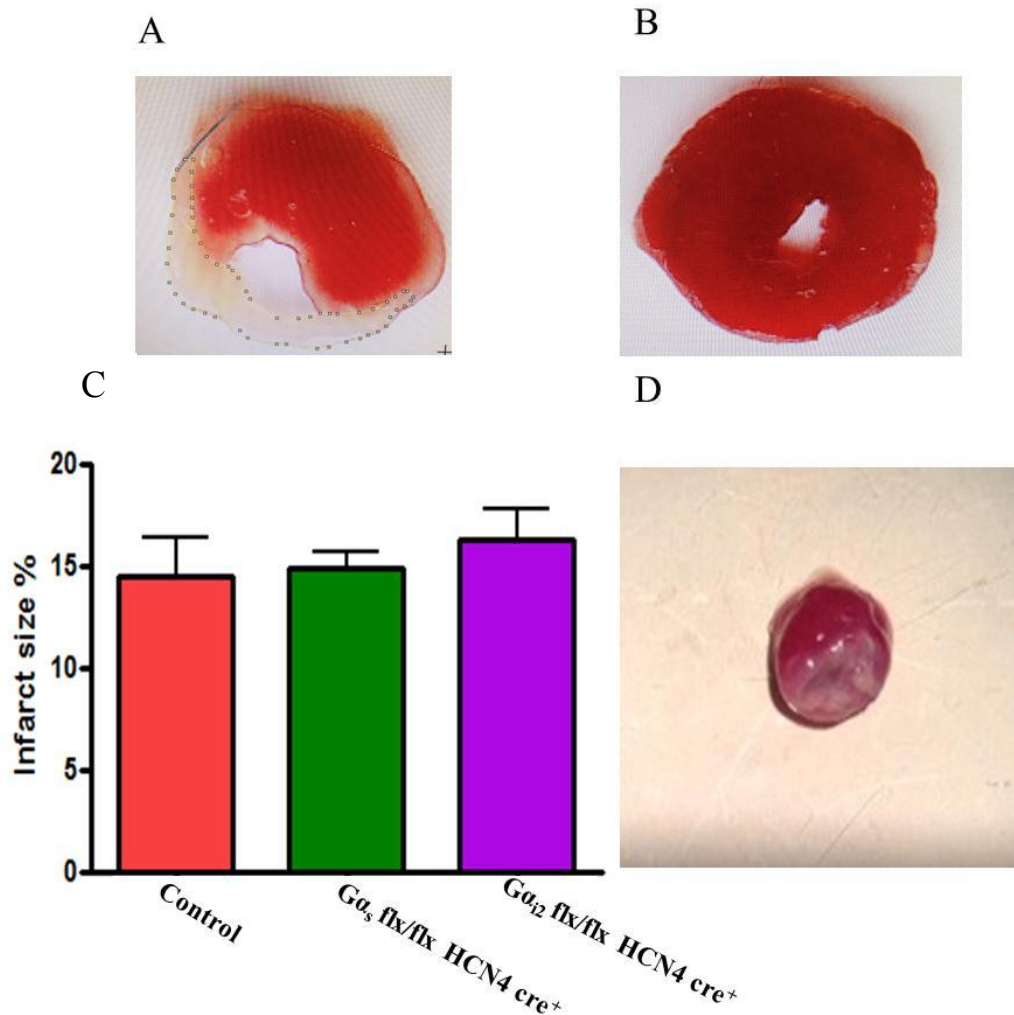 A
B
C
D
Infarct size %
20
15
10
5
0
Control
Gαs flx/flx HCN4 cre⁺
Gαi2 flx/flx HCN4 cre⁺